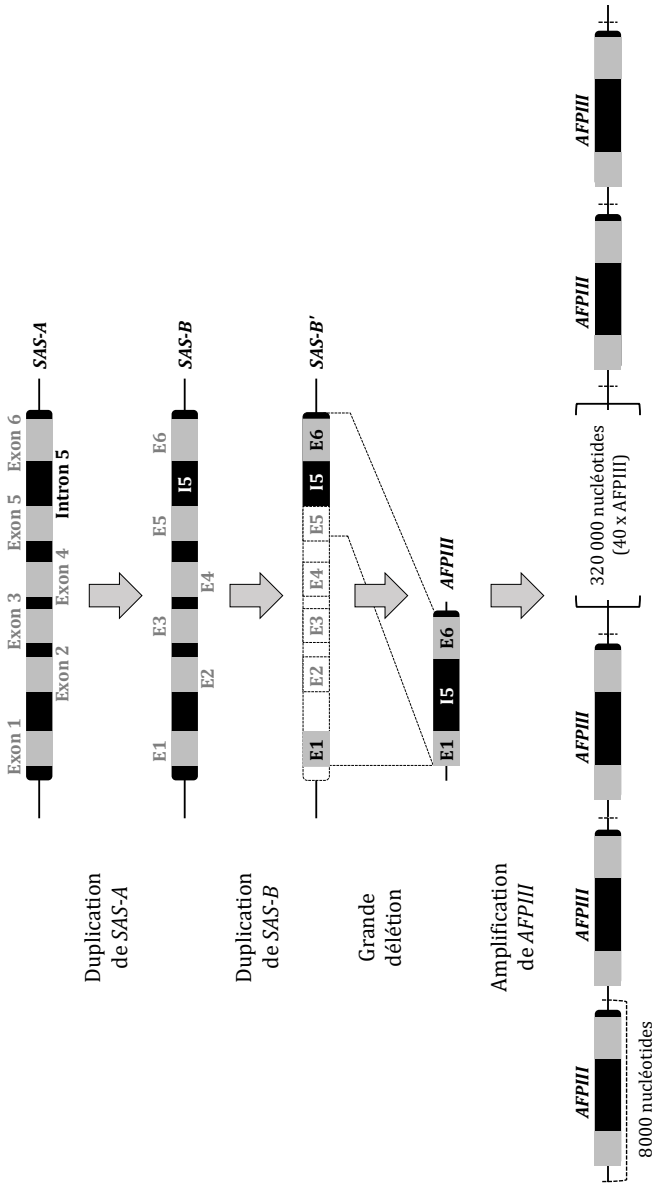 Exon 1
Exon 3
Exon 5
Exon 6
SAS-A
Exon 2
Exon 4
Intron 5
Duplication
de SAS-A
E1
E3
E5
E6
I5
SAS-B
E2
E4
Duplication
de SAS-B
E1
E2
E3
E4
E5
I5
E6
SAS-B'
Grande
délétion
E1
I5
E6
AFPIII
Amplification
de AFPIII
AFPIII
AFPIII
AFPIII
320 000 nucléotides
(40 x AFPIII)
AFPIII
AFPIII
8000 nucléotides